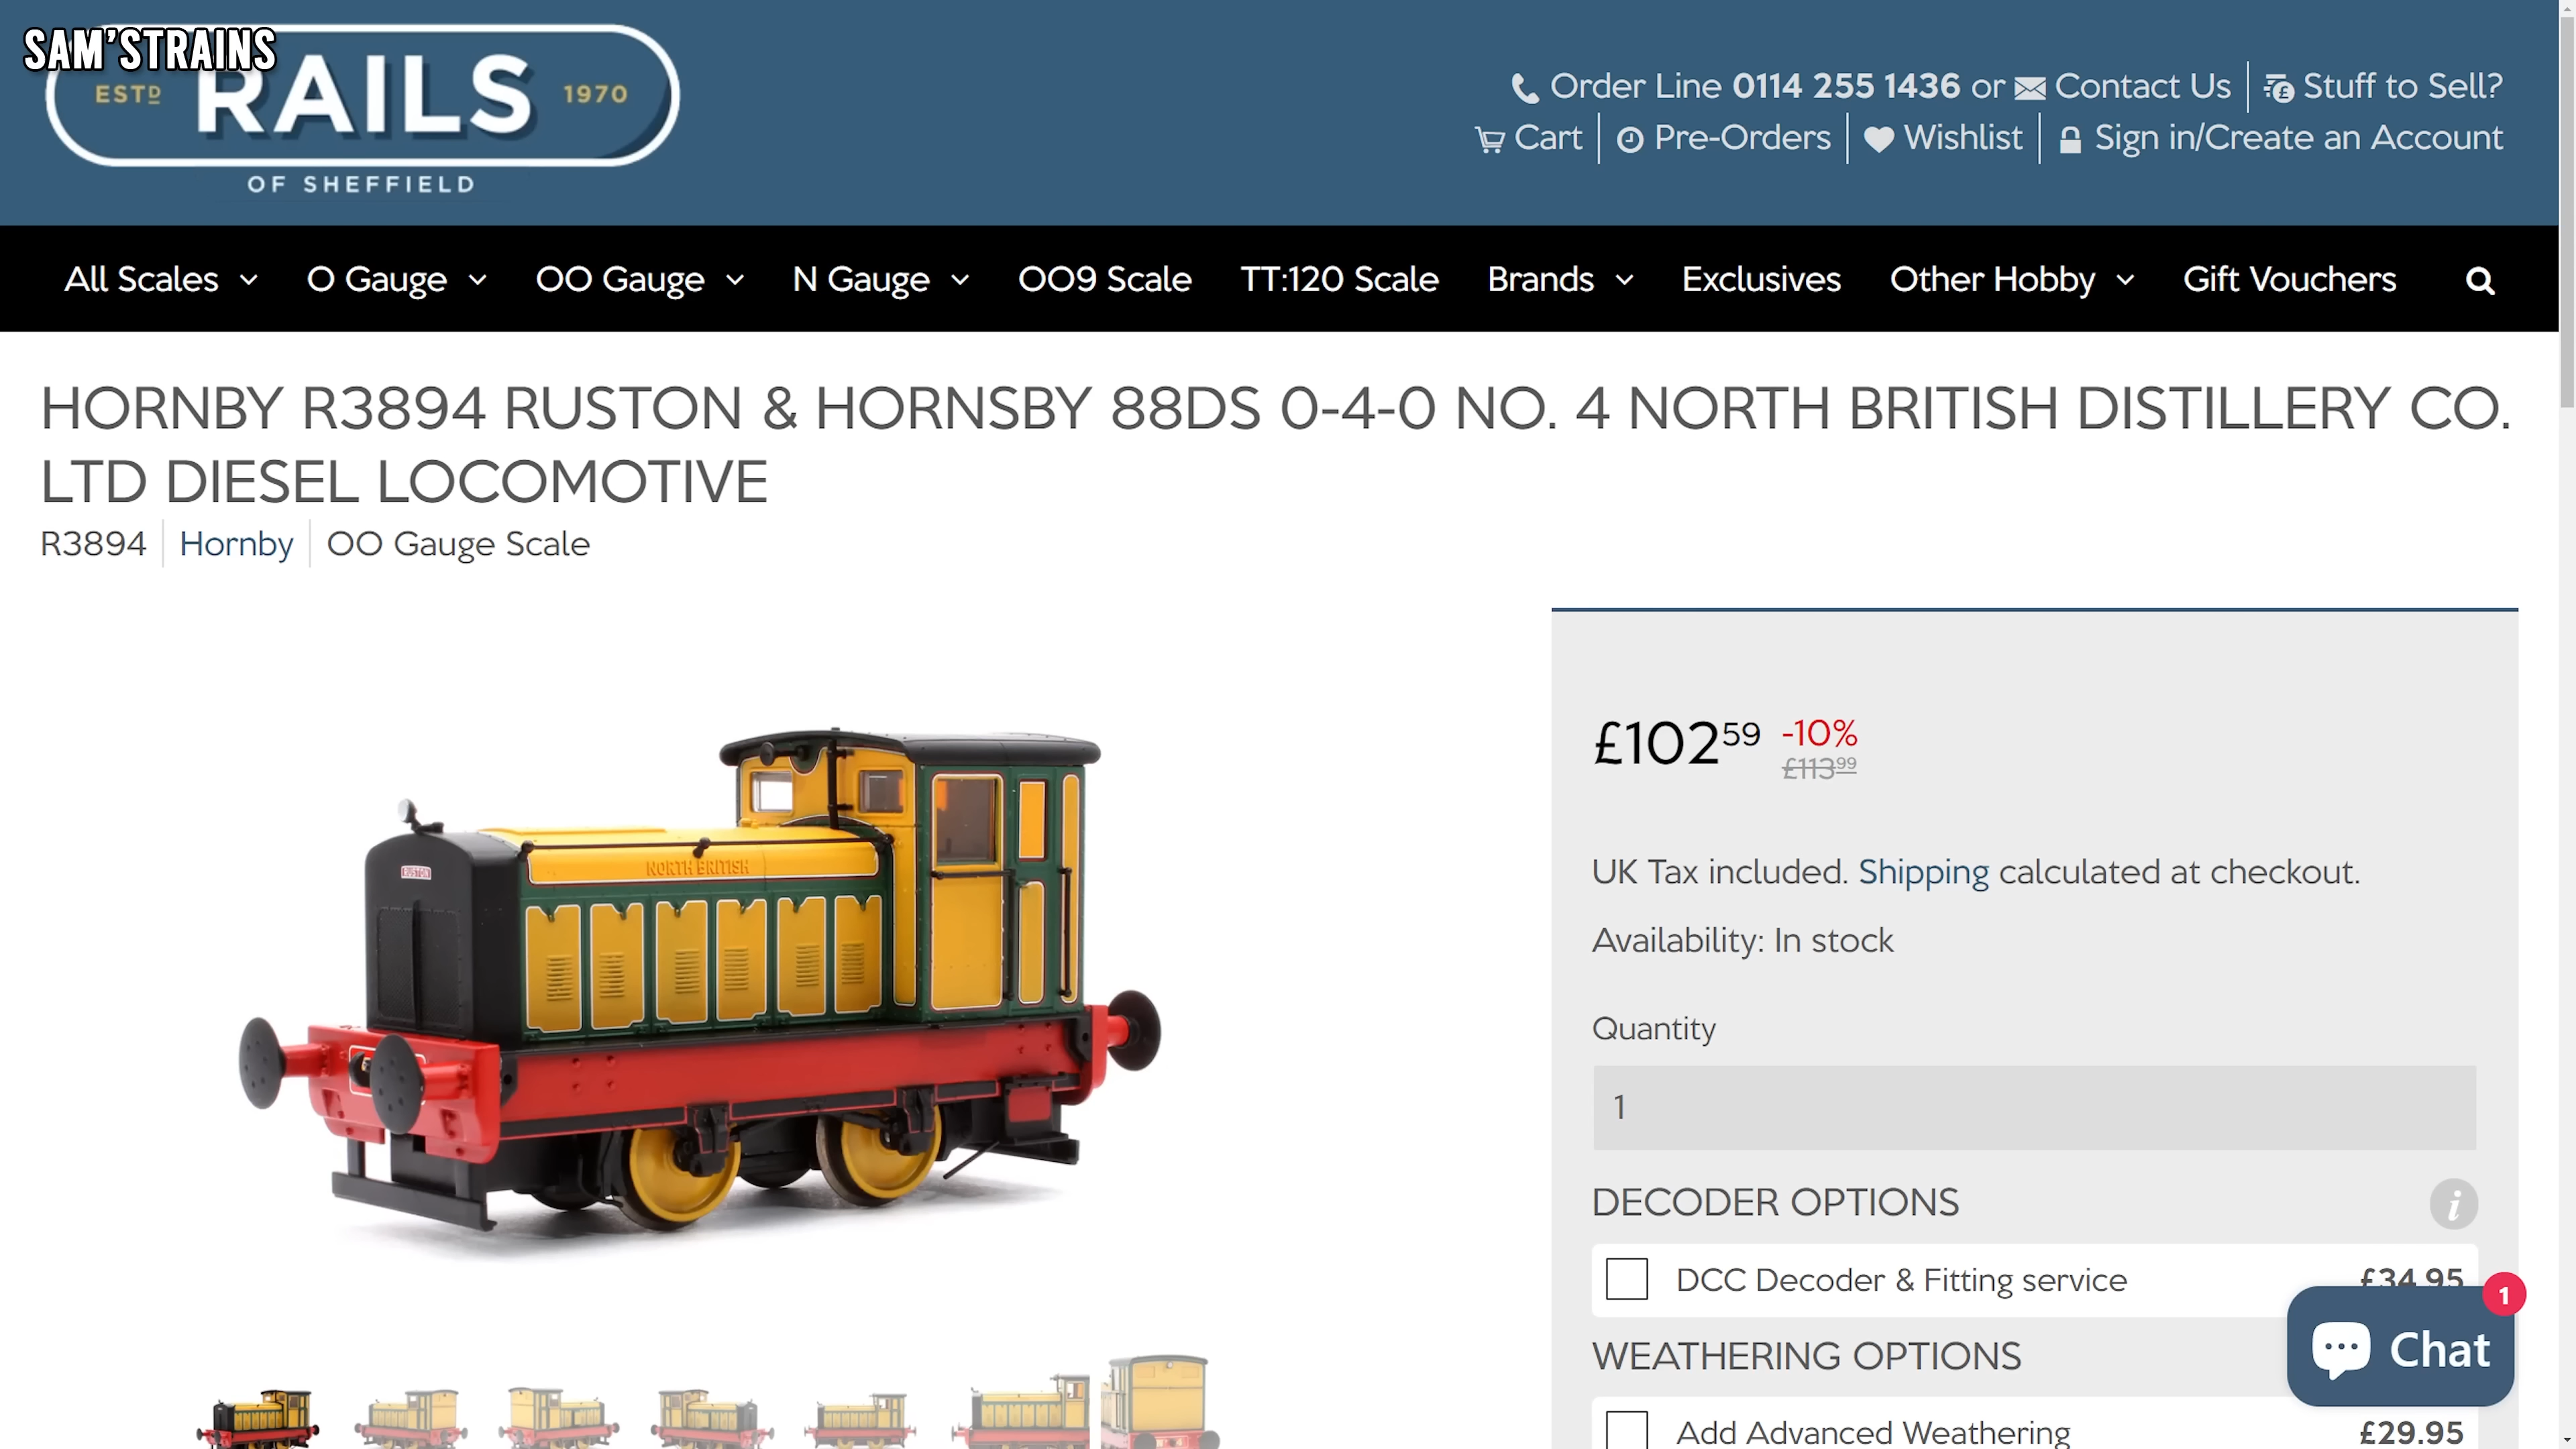 SAM'STRAINS
ESTD RAILS 1970
OF SHEFFIELD
Order Line 0114 255 1436 or Contact Us Stuff to Sell?
Cart Pre-Orders Wishlist Sign in/Create an Account
All Scales O Gauge OO Gauge N Gauge OO9 Scale TT:120 Scale Brands Exclusives Other Hobby Gift Vouchers
HORNBY R3894 RUSTON & HORNSBY 88DS 0-4-0 NO. 4 NORTH BRITISH DISTILLERY CO.
LTD DIESEL LOCOMOTIVE
R3894 Hornby OO Gauge Scale
NORTH BRITISH
£10259 -10%
£11399
UK Tax included. Shipping calculated at checkout.
Availability: In stock
Quantity
1
DECODER OPTIONS
DCC Decoder & Fitting service £34.95
WEATHERING OPTIONS
Add Advanced Weathering £29.95
Chat
1